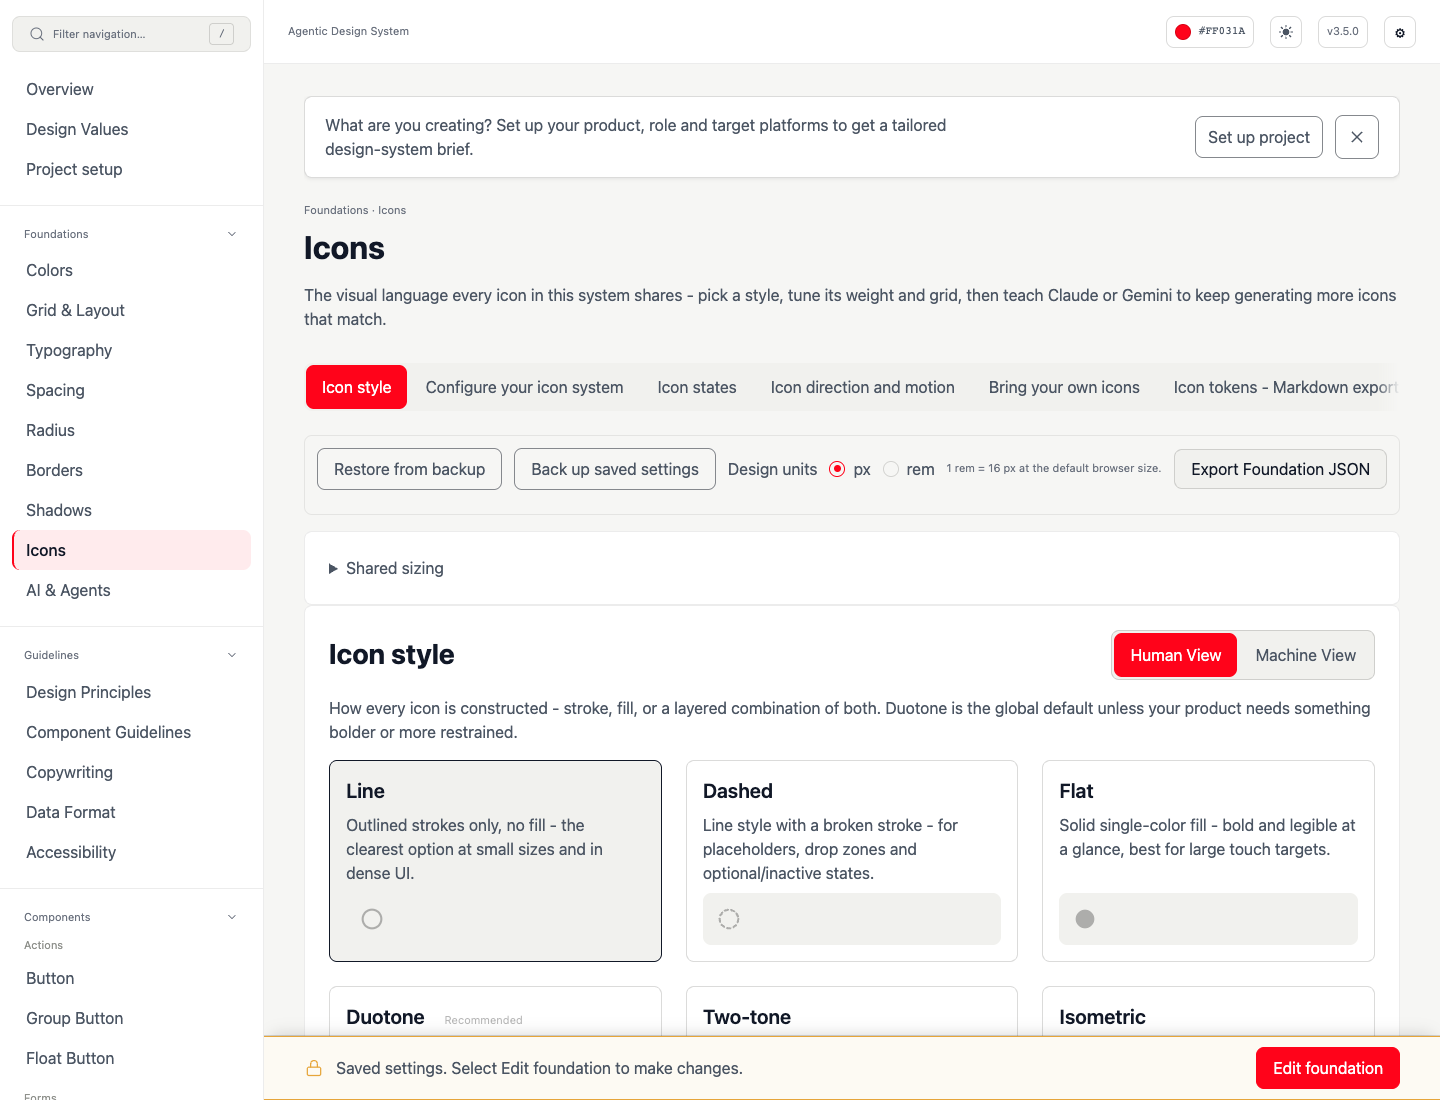 Filter navigation...
/
Overview
Design Values
Project setup
Foundations
Colors
Grid & Layout
Typography
Spacing
Radius
Borders
Shadows
Icons
AI & Agents
Guidelines
Design Principles
Component Guidelines
Copywriting
Data Format
Accessibility
Components
Actions
Button
Group Button
Float Button
Forms
Agentic Design System
#FF031A
v3.5.0
What are you creating? Set up your product, role and target platforms to get a tailored
design-system brief.
Set up project
Foundations · Icons
Icons
The visual language every icon in this system shares - pick a style, tune its weight and grid, then teach Claude or Gemini to keep generating more icons
that match.
Icon style
Configure your icon system
Icon states
Icon direction and motion
Bring your own icons
Icon tokens - Markdown export
Restore from backup
Back up saved settings
Design units
px
rem
1 rem = 16 px at the default browser size.
Export Foundation JSON
Shared sizing
Icon style
Human View
Machine View
How every icon is constructed - stroke, fill, or a layered combination of both. Duotone is the global default unless your product needs something
bolder or more restrained.
Line
Outlined strokes only, no fill - the
clearest option at small sizes and in
dense UI.
Dashed
Line style with a broken stroke - for
placeholders, drop zones and
optional/inactive states.
Flat
Solid single-color fill - bold and legible at
a glance, best for large touch targets.
Duotone
Recommended
Two-tone
Isometric
Saved settings. Select Edit foundation to make changes.
Edit foundation